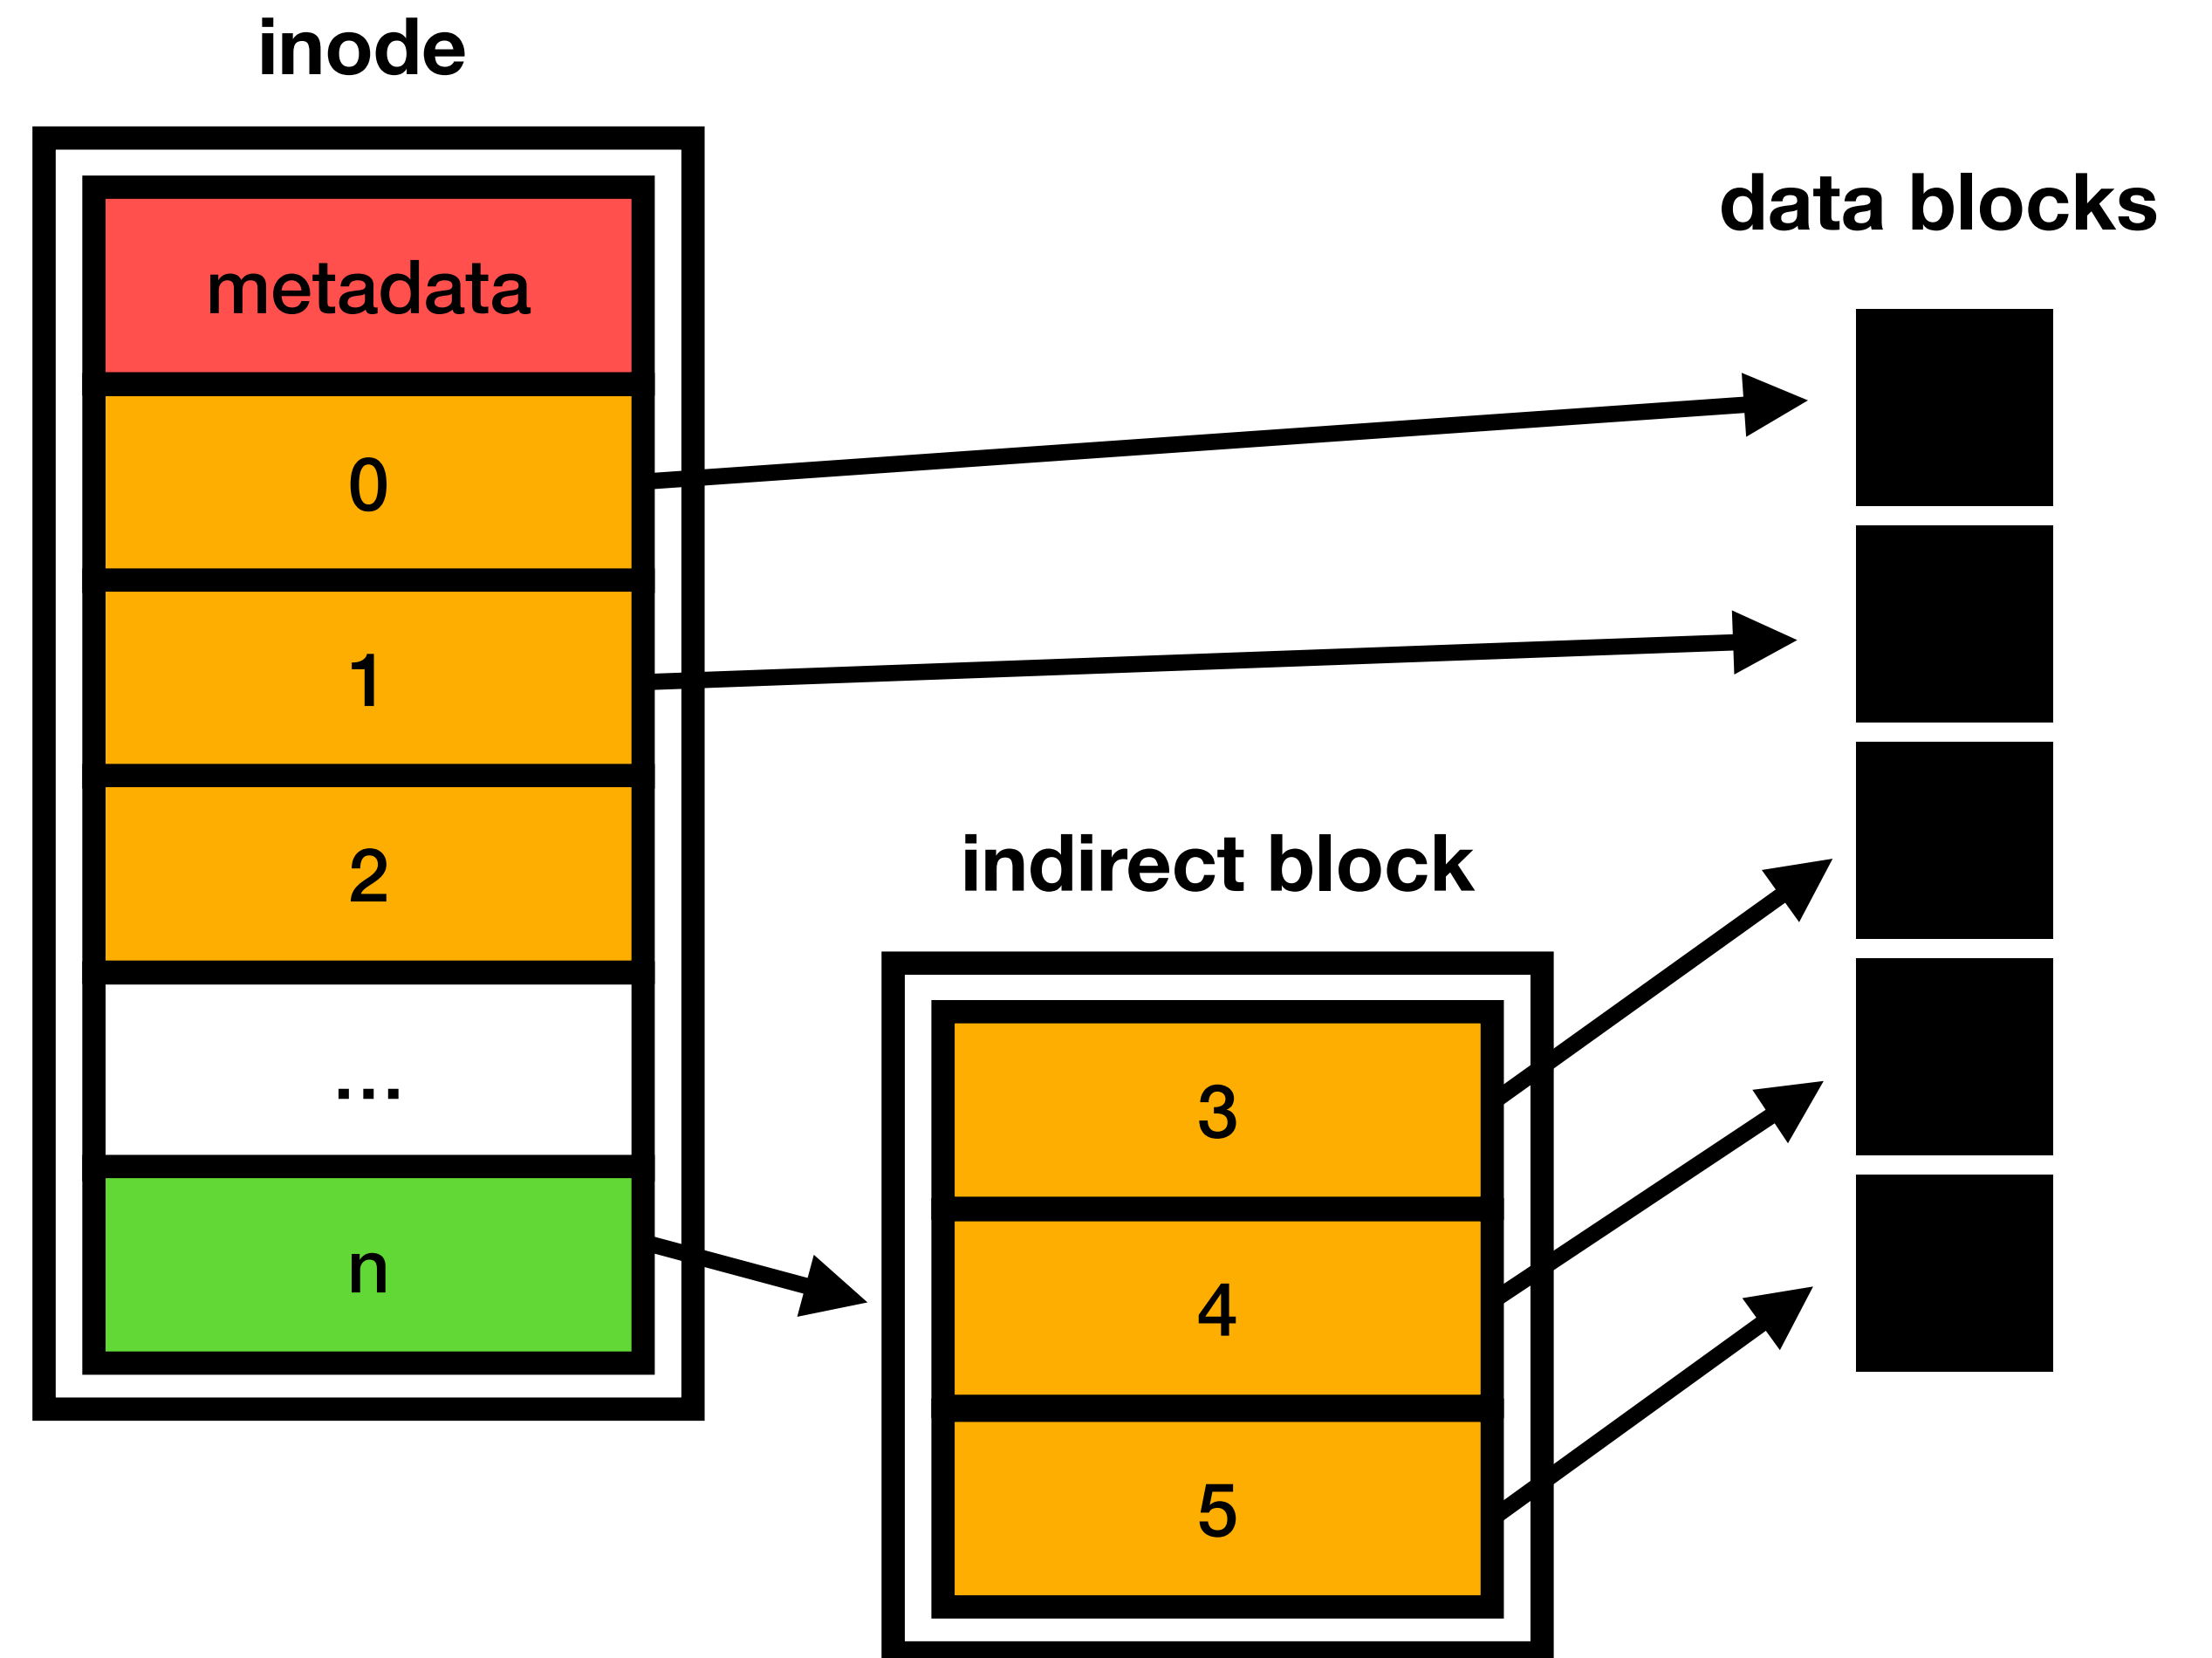 inode
metadata
0
1
2
...
n
indirect block
3
4
5
data blocks